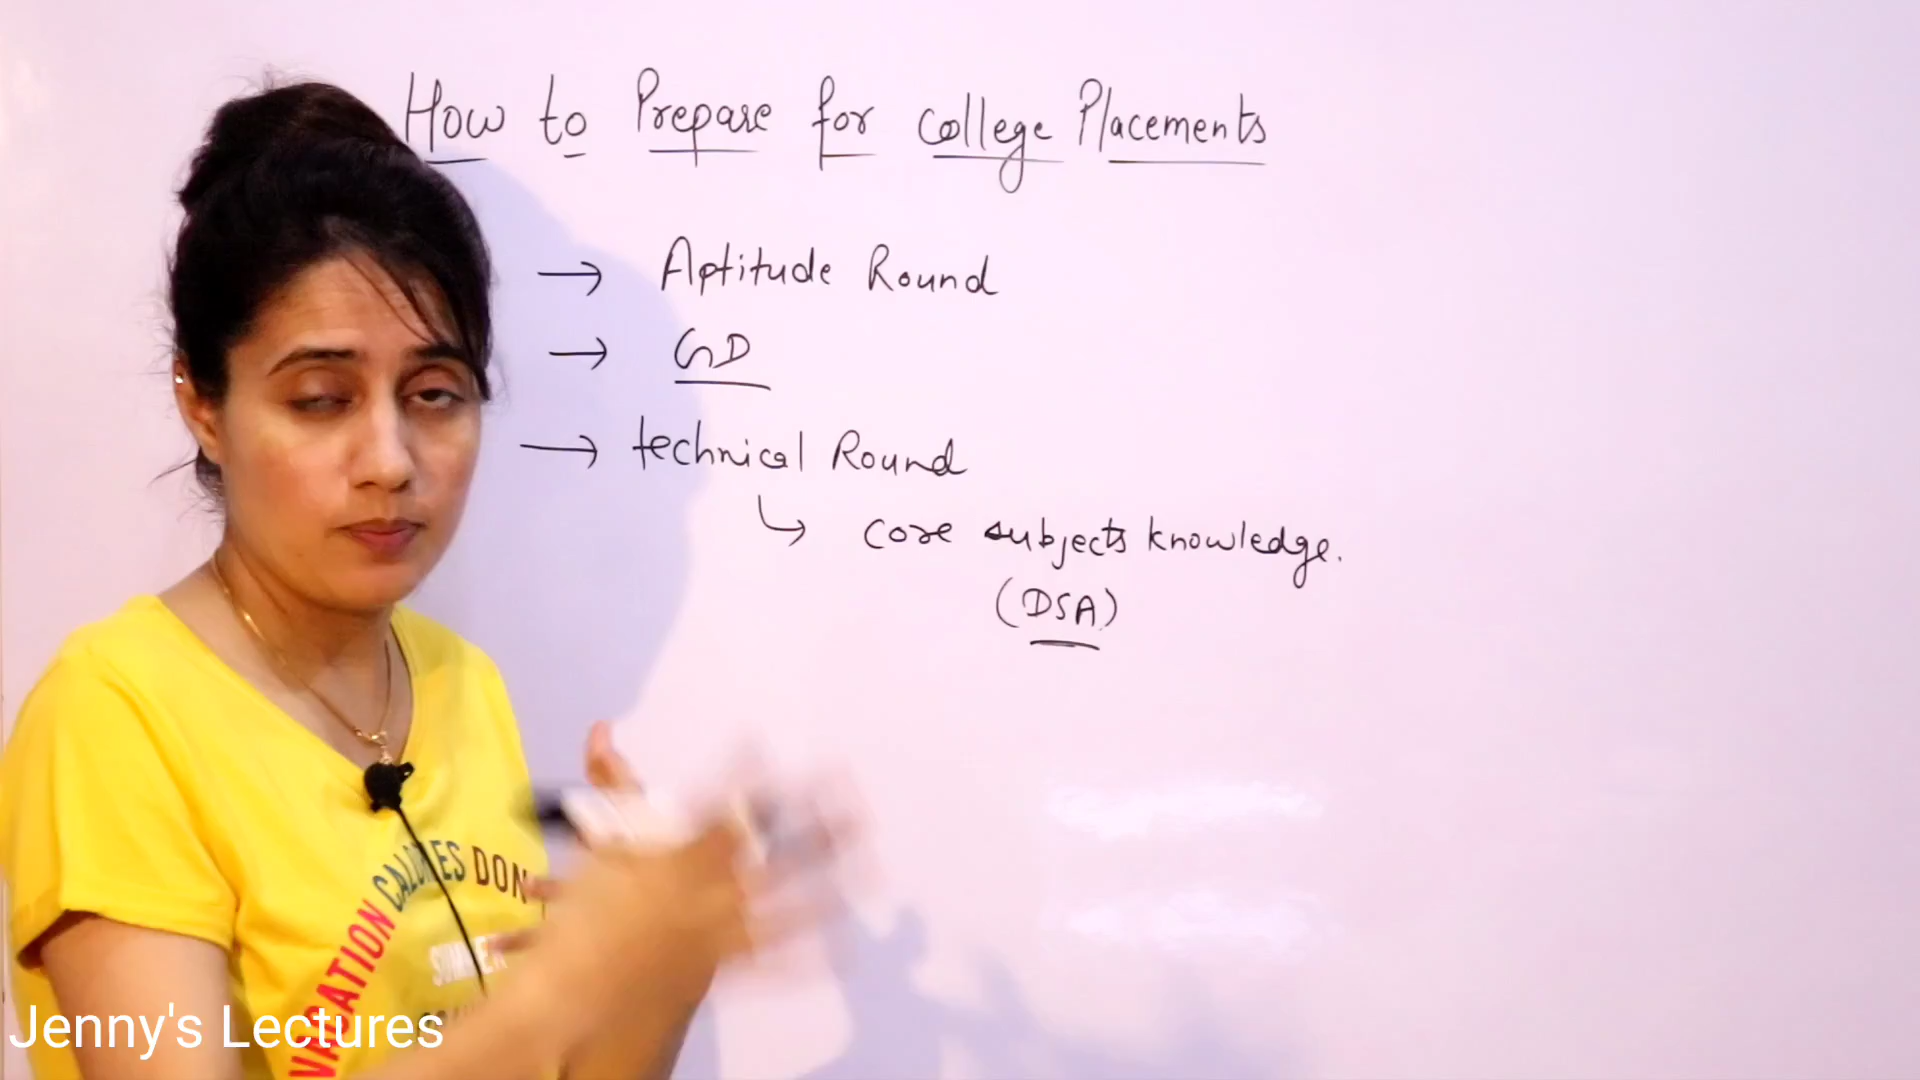 How to Prepare for college Placements
→ Aptitude Round
→ GD
→ technical Round
↳ core subjects knowledge.
(DSA)
VACATION CALORIES DON
Jenny's Lectures